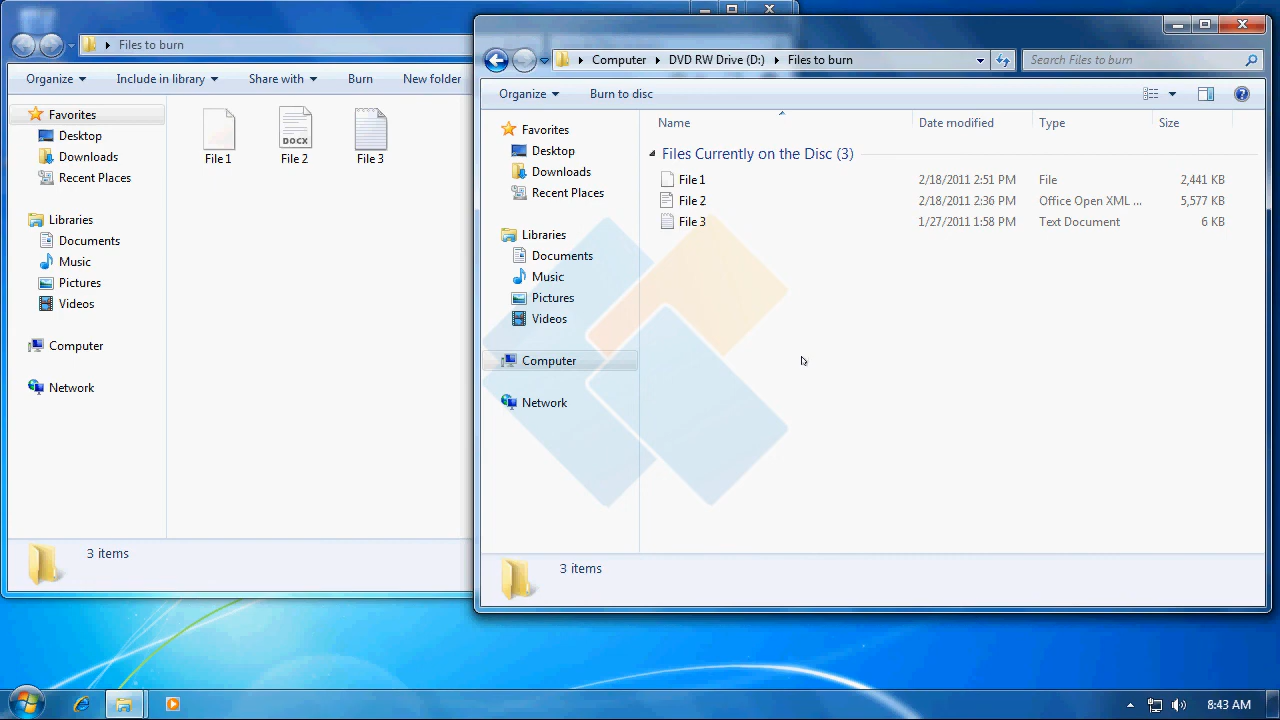 Files to burn
Organize Include in library Share with Burn New folder
Favorites
Desktop
Downloads
Recent Places
Libraries
Documents
Music
Pictures
Videos
Computer
Network
File 1 File 2 File 3
DOCX
3 items
Computer DVD RW Drive (D:) Files to burn
Search Files to burn
Organize Burn to disc
Favorites
Desktop
Downloads
Recent Places
Libraries
Documents
Music
Pictures
Videos
Computer
Network
Name Date modified Type Size
Files Currently on the Disc (3)
File 1 2/18/2011 2:51 PM File 2,441 KB
File 2 2/18/2011 2:36 PM Office Open XML ... 5,577 KB
File 3 1/27/2011 1:58 PM Text Document 6 KB
3 items
8:43 AM